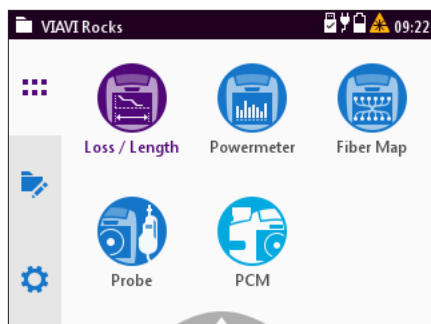 VIAVI Rocks 09:22
Loss / Length Powermeter Fiber Map
Probe PCM